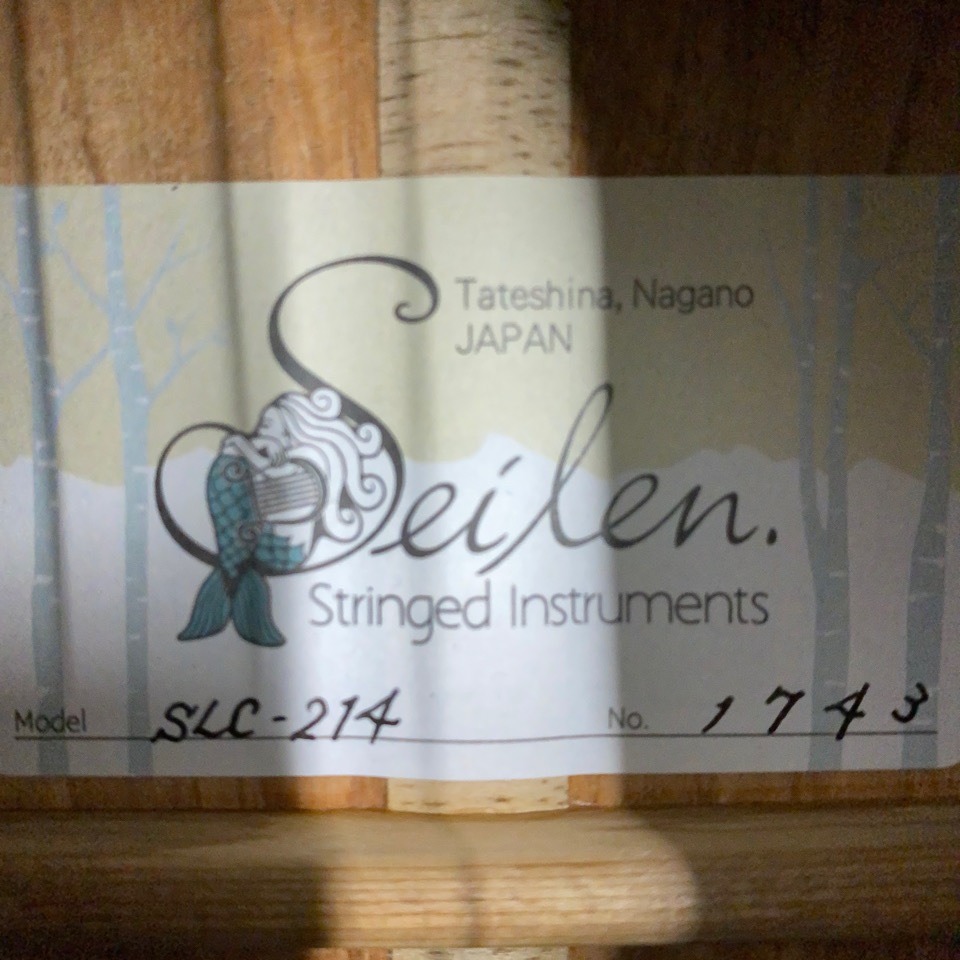 Tateshina, Nagano
JAPAN
Seilen.
Stringed Instruments
Model SLC-214 No. 1743